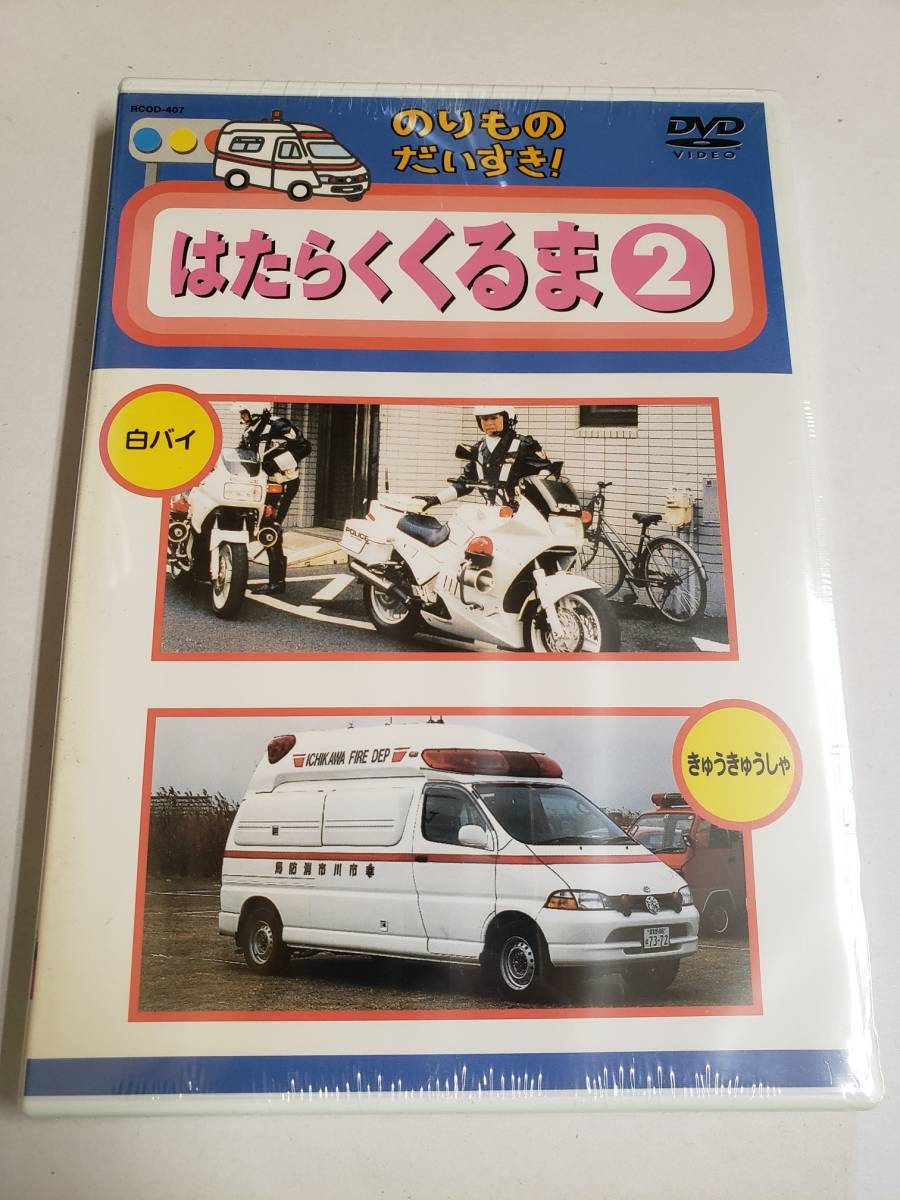 RCOD-407
のりもの
だいすき!
DVD
VIDEO
はたらくくるま2
白バイ
POLICE
ICHIKAWA FIRE DEP
きゅうきゅうしゃ
局防消市川市
73-72